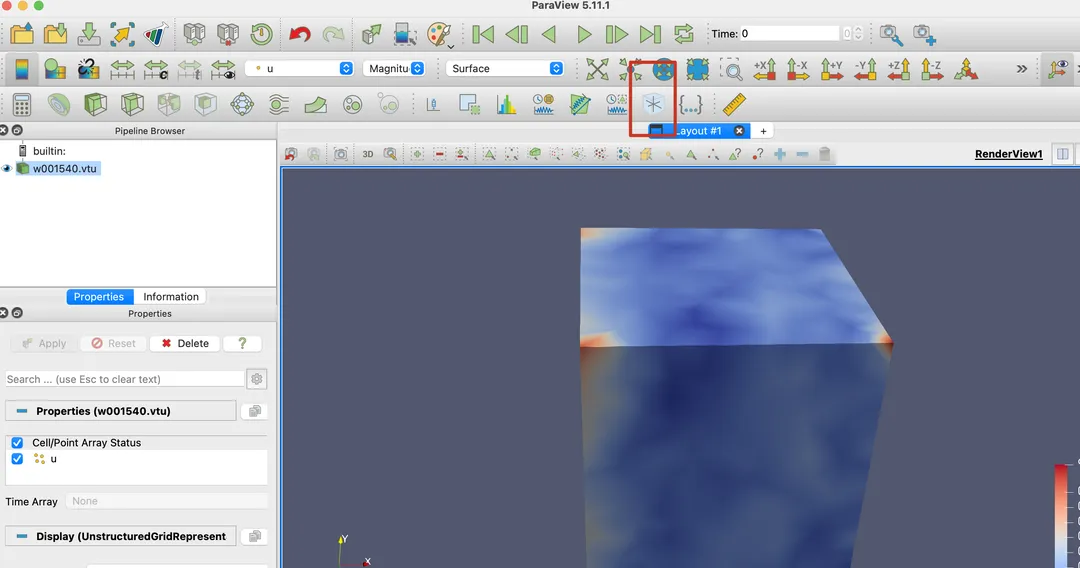 ParaView 5.11.1
Time: 0
0
u
Magnitu
Surface
+X
-X
+Y
-Y
+Z
-Z
»
{...}
Pipeline Browser
Layout #1
+
builtin:
3D
RenderView1
w001540.vtu
Properties
Information
Properties
Apply
Reset
Delete
?
Search ... (use Esc to clear text)
Properties (w001540.vtu)
Cell/Point Array Status
u
Time Array
None
Display (UnstructuredGridRepresent
Y
X